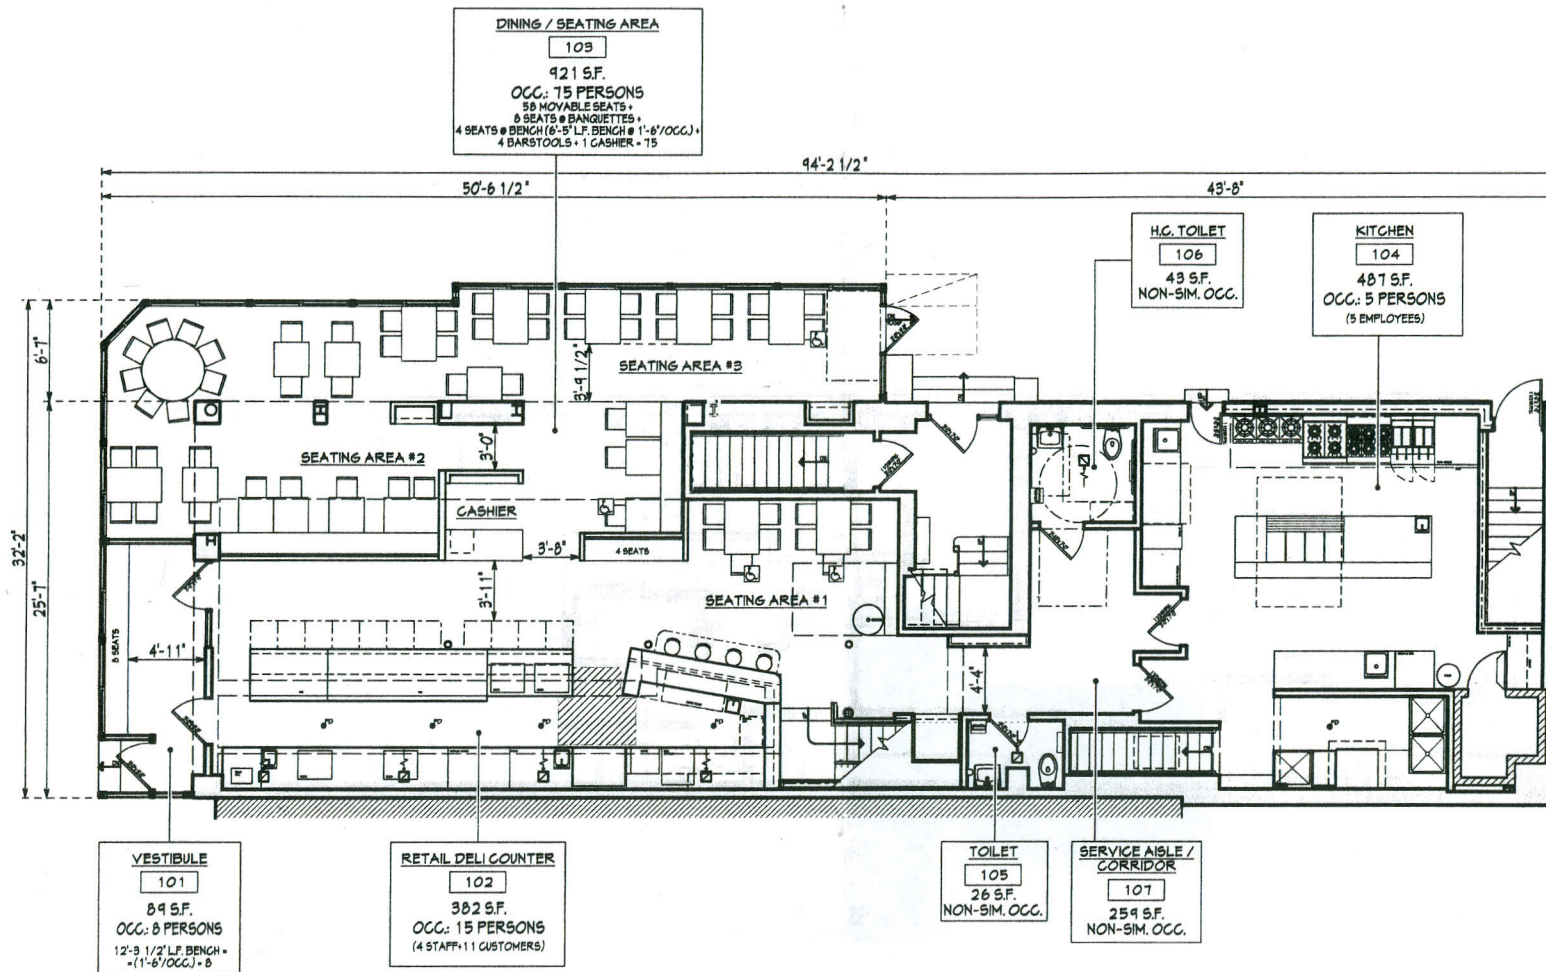 DINING / SEATING AREA
103
921 S.F.
OCC.: 75 PERSONS
58 MOVABLE SEATS +
8 SEATS @ BANQUETTES +
4 SEATS @ BENCH (6'-5" L.F. BENCH @ 1'-6"/OCC.) +
4 BARSTOOLS + 1 CASHIER = 75
94'-2 1/2"
50'-6 1/2"
43'-8"
H.C. TOILET
106
43 S.F.
NON-SIM. OCC.
KITCHEN
104
487 S.F.
OCC.: 5 PERSONS
(5 EMPLOYEES)
6'-7"
32'-2"
25'-7"
SEATING AREA #3
3'-9 1/2"
SEATING AREA #2
3'-0"
CASHIER
3'-8"
4 SEATS
3'-11"
SEATING AREA #1
8 SEATS
4'-11"
4'-4"
VESTIBULE
101
89 S.F.
OCC.: 8 PERSONS
12'-3 1/2" L.F. BENCH =
= (1'-6"/OCC.) = 8
RETAIL DELI COUNTER
102
382 S.F.
OCC.: 15 PERSONS
(4 STAFF+11 CUSTOMERS)
TOILET
105
26 S.F.
NON-SIM. OCC.
SERVICE AISLE /
CORRIDOR
107
259 S.F.
NON-SIM. OCC.